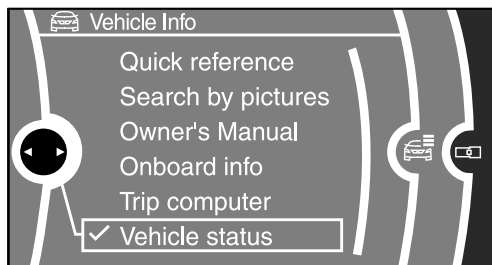 Vehicle Info
Quick reference
Search by pictures
Owner's Manual
Onboard info
Trip computer
Vehicle status